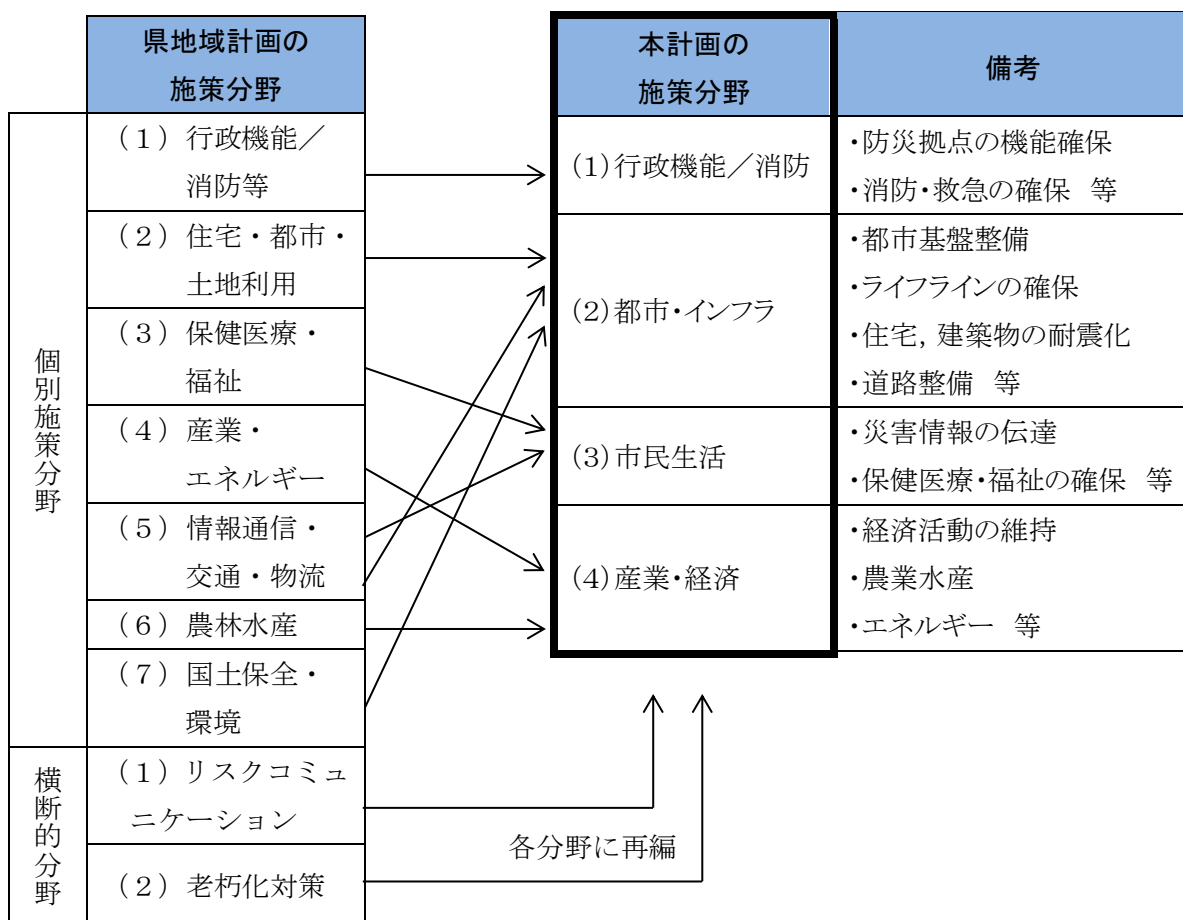 県地域計画の
施策分野
個別施策分野
（１）行政機能／
消防等
（２）住宅・都市・
土地利用
（３）保健医療・
福祉
（４）産業・
エネルギー
（５）情報通信・
交通・物流
（６）農林水産
（７）国土保全・
環境
横断的分野
（１）リスクコミュ
ニケーション
（２）老朽化対策
本計画の
施策分野
備考
(1)行政機能／消防
・防災拠点の機能確保
・消防・救急の確保　等
(2)都市・インフラ
・都市基盤整備
・ライフラインの確保
・住宅，建築物の耐震化
・道路整備　等
(3)市民生活
・災害情報の伝達
・保健医療・福祉の確保　等
(4)産業・経済
・経済活動の維持
・農業水産
・エネルギー　等
各分野に再編